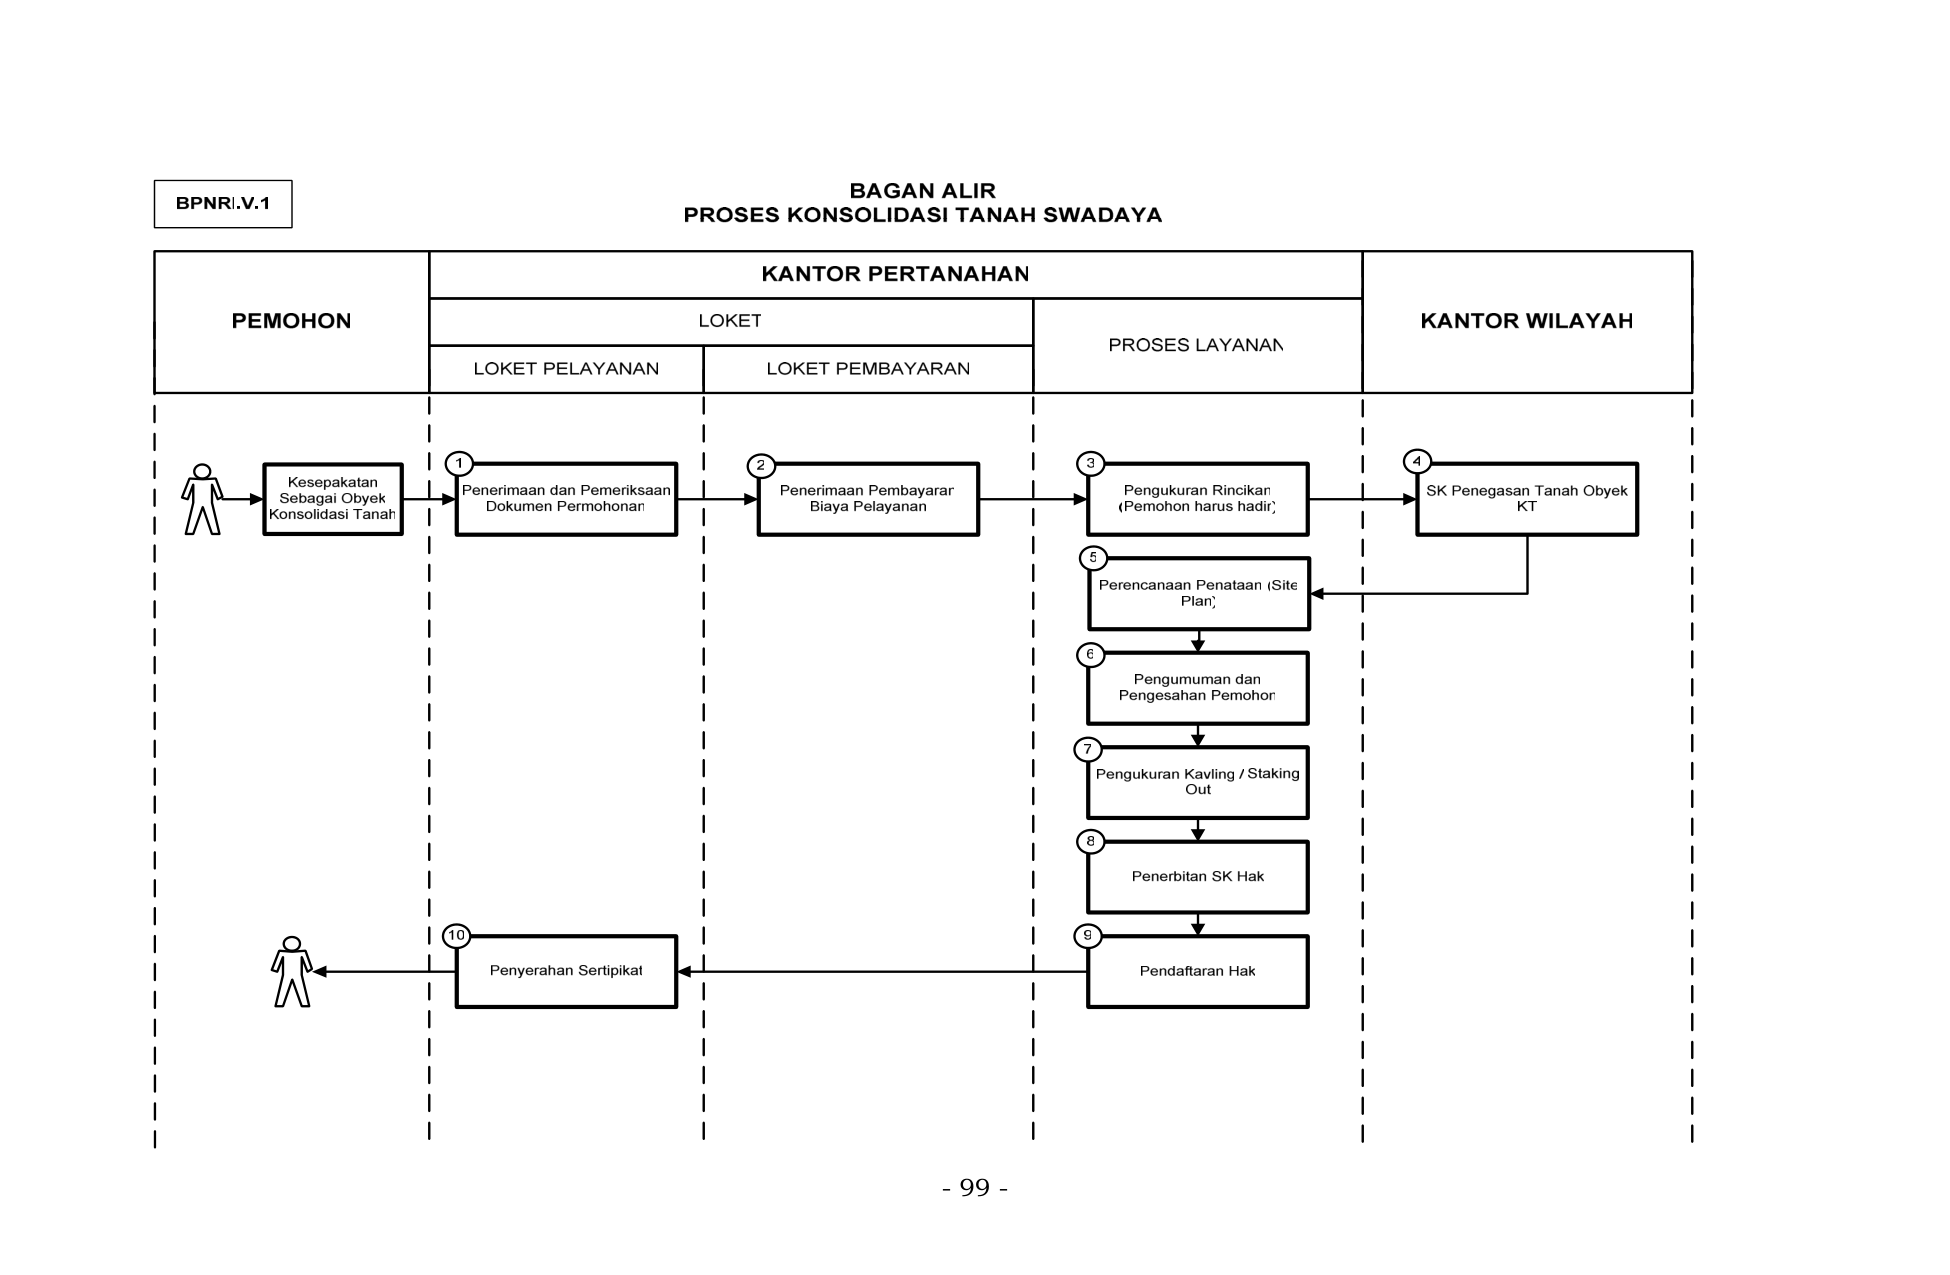 BPNRI.V.1
BAGAN ALIR
PROSES KONSOLIDASI TANAH SWADAYA
PEMOHON
KANTOR PERTANAHAN
LOKET
LOKET PELAYANAN
LOKET PEMBAYARAN
PROSES LAYANAN
KANTOR WILAYAH
Kesepakatan
Sebagai Obyek
Konsolidasi Tanah
1
Penerimaan dan Pemeriksaan
Dokumen Permohonan
2
Penerimaan Pembayaran
Biaya Pelayanan
3
Pengukuran Rincikan
(Pemohon harus hadir)
4
SK Penegasan Tanah Obyek
KT
5
Perencanaan Penataan (Site
Plan)
6
Pengumuman dan
Pengesahan Pemohon
7
Pengukuran Kavling / Staking
Out
8
Penerbitan SK Hak
9
Pendaftaran Hak
10
Penyerahan Sertipikat
- 99 -